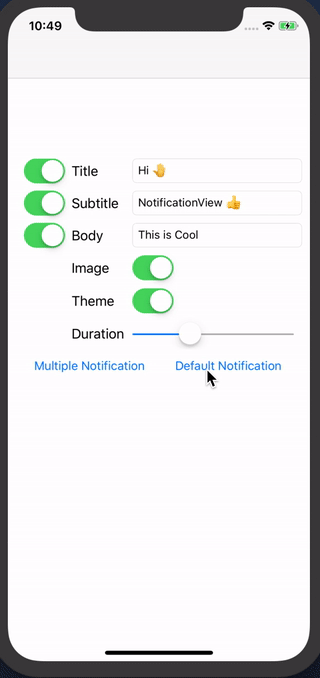 10:49
Title Hi 🤚
Subtitle NotificationView 👍
Body This is Cool
Image
Theme
Duration
Multiple Notification Default Notification